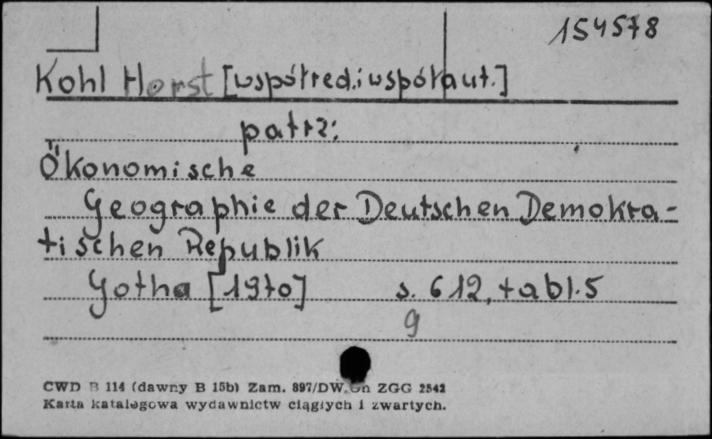 154578
Kohl Horst [współred. i współaut.]
patrz:
Ökonomische
Geographie der Deutschen Demokra-
tischen Republik
Gotha [1970] s. 612, tabl. 5
g
CWD B 114 (dawny B 15b) Zam. 897/DW. Gn ZGG 2542
Karta katalogowa wydawnictw ciągłych i zwartych.